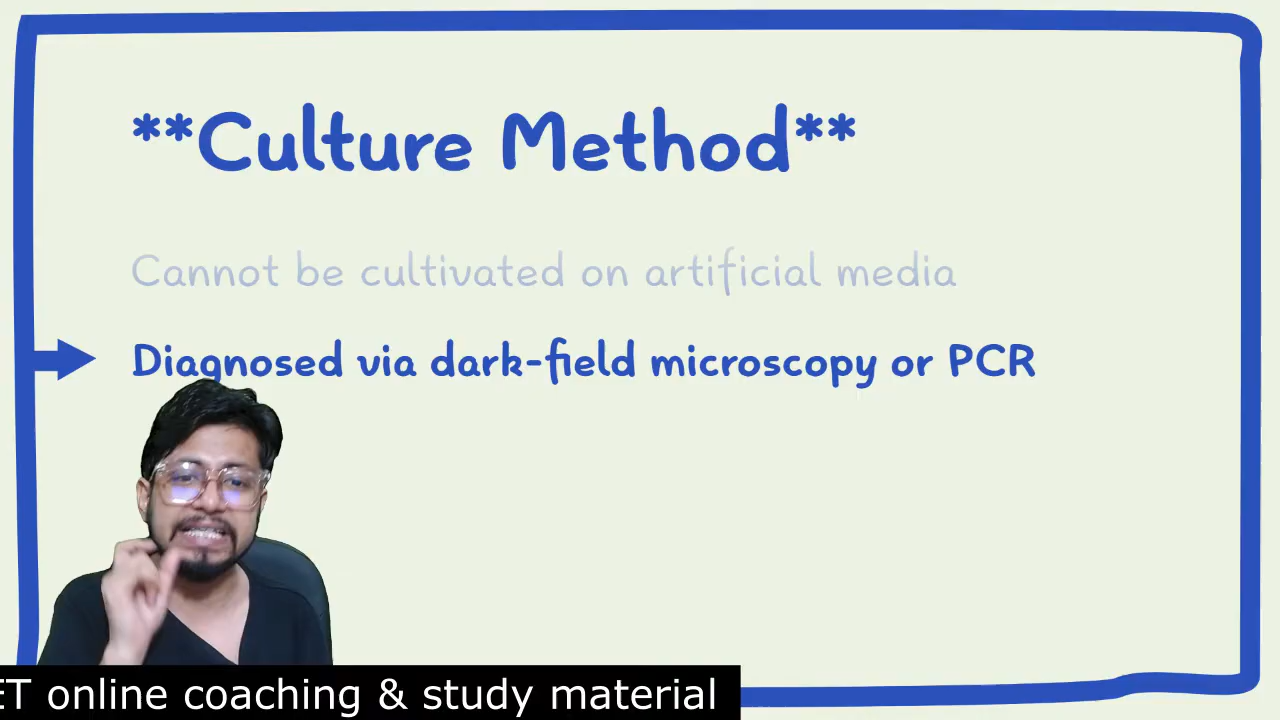 **Culture Method**
Cannot be cultivated on artificial media
Diagnosed via dark-field microscopy or PCR
ET online coaching & study material